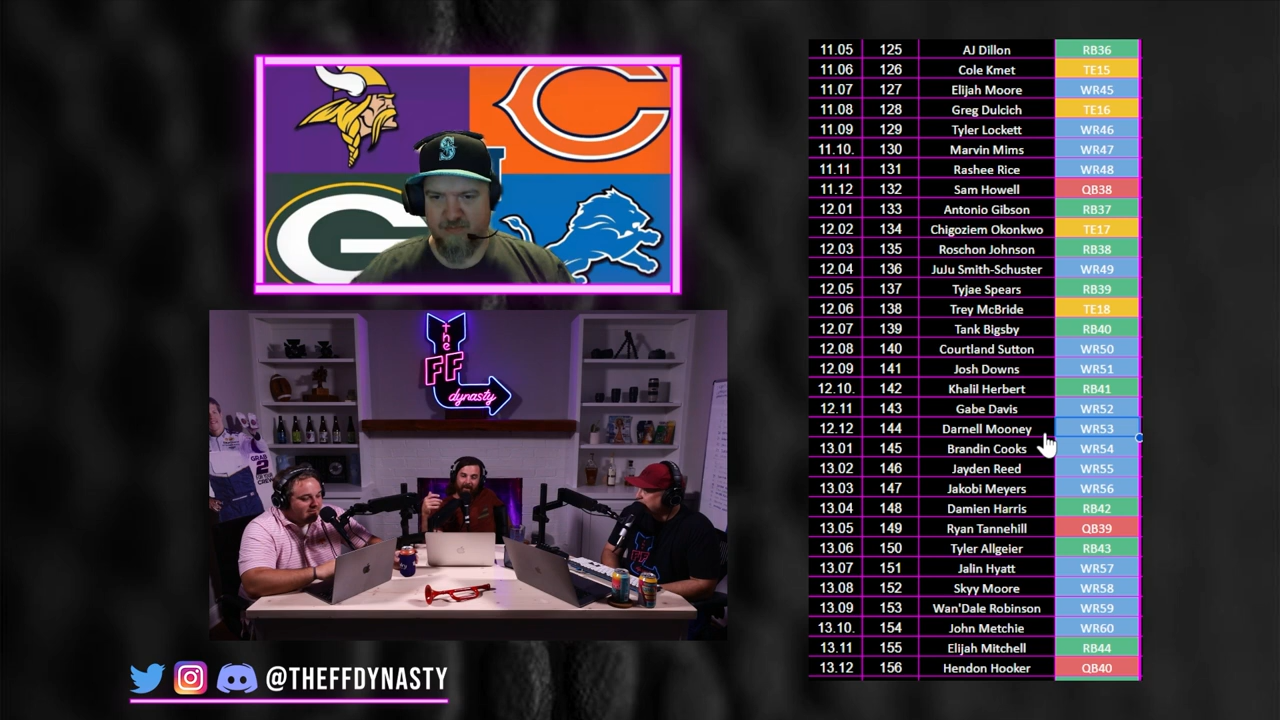 11.05 125 AJ Dillon RB36
11.06 126 Cole Kmet TE15
11.07 127 Elijah Moore WR45
11.08 128 Greg Dulcich TE16
11.09 129 Tyler Lockett WR46
11.10. 130 Marvin Mims WR47
11.11 131 Rashee Rice WR48
11.12 132 Sam Howell QB38
12.01 133 Antonio Gibson RB37
12.02 134 Chigoziem Okonkwo TE17
12.03 135 Roschon Johnson RB38
12.04 136 JuJu Smith-Schuster WR49
12.05 137 Tyjae Spears RB39
12.06 138 Trey McBride TE18
12.07 139 Tank Bigsby RB40
12.08 140 Courtland Sutton WR50
12.09 141 Josh Downs WR51
12.10. 142 Khalil Herbert RB41
12.11 143 Gabe Davis WR52
12.12 144 Darnell Mooney WR53
13.01 145 Brandin Cooks WR54
13.02 146 Jayden Reed WR55
13.03 147 Jakobi Meyers WR56
13.04 148 Damien Harris RB42
13.05 149 Ryan Tannehill QB39
13.06 150 Tyler Allgeier RB43
13.07 151 Jalin Hyatt WR57
13.08 152 Skyy Moore WR58
13.09 153 Wan'Dale Robinson WR59
13.10. 154 John Metchie WR60
13.11 155 Elijah Mitchell RB44
13.12 156 Hendon Hooker QB40
the
FF
dynasty
@THEFFDYNASTY